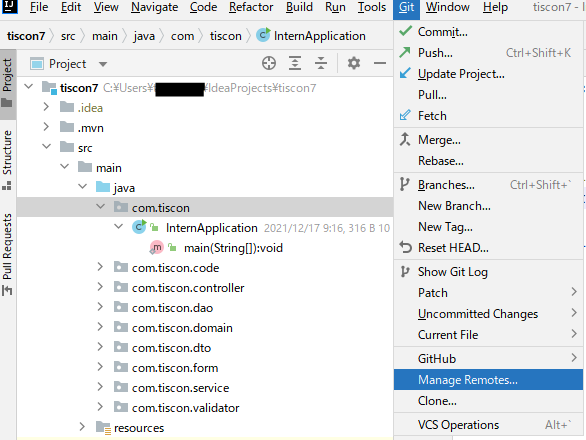 File Edit View Navigate Code Refactor Build Run Tools Git Window tiscon7 -
tiscon7 src main java com tiscon InternApplication
Project
tiscon7 C:¥Users¥ ¥IdeaProjects¥tiscon7
.idea
.mvn
src
main
java
com.tiscon
InternApplication 2021/12/17 9:16, 316 B 10
main(String[]):void
com.tiscon.code
com.tiscon.controller
com.tiscon.dao
com.tiscon.domain
com.tiscon.dto
com.tiscon.form
com.tiscon.service
com.tiscon.validator
resources
Project
Structure
Pull Requests
Commit...
Push... Ctrl+Shift+K
Update Project...
Pull...
Fetch
Merge...
Rebase...
Branches... Ctrl+Shift+`
New Branch...
New Tag...
Reset HEAD...
Show Git Log
Patch
Uncommitted Changes
Current File
GitHub
Manage Remotes...
Clone...
VCS Operations Alt+`